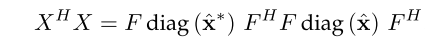 X^H X = F diag (x̂*) F^H F diag (x̂) F^H